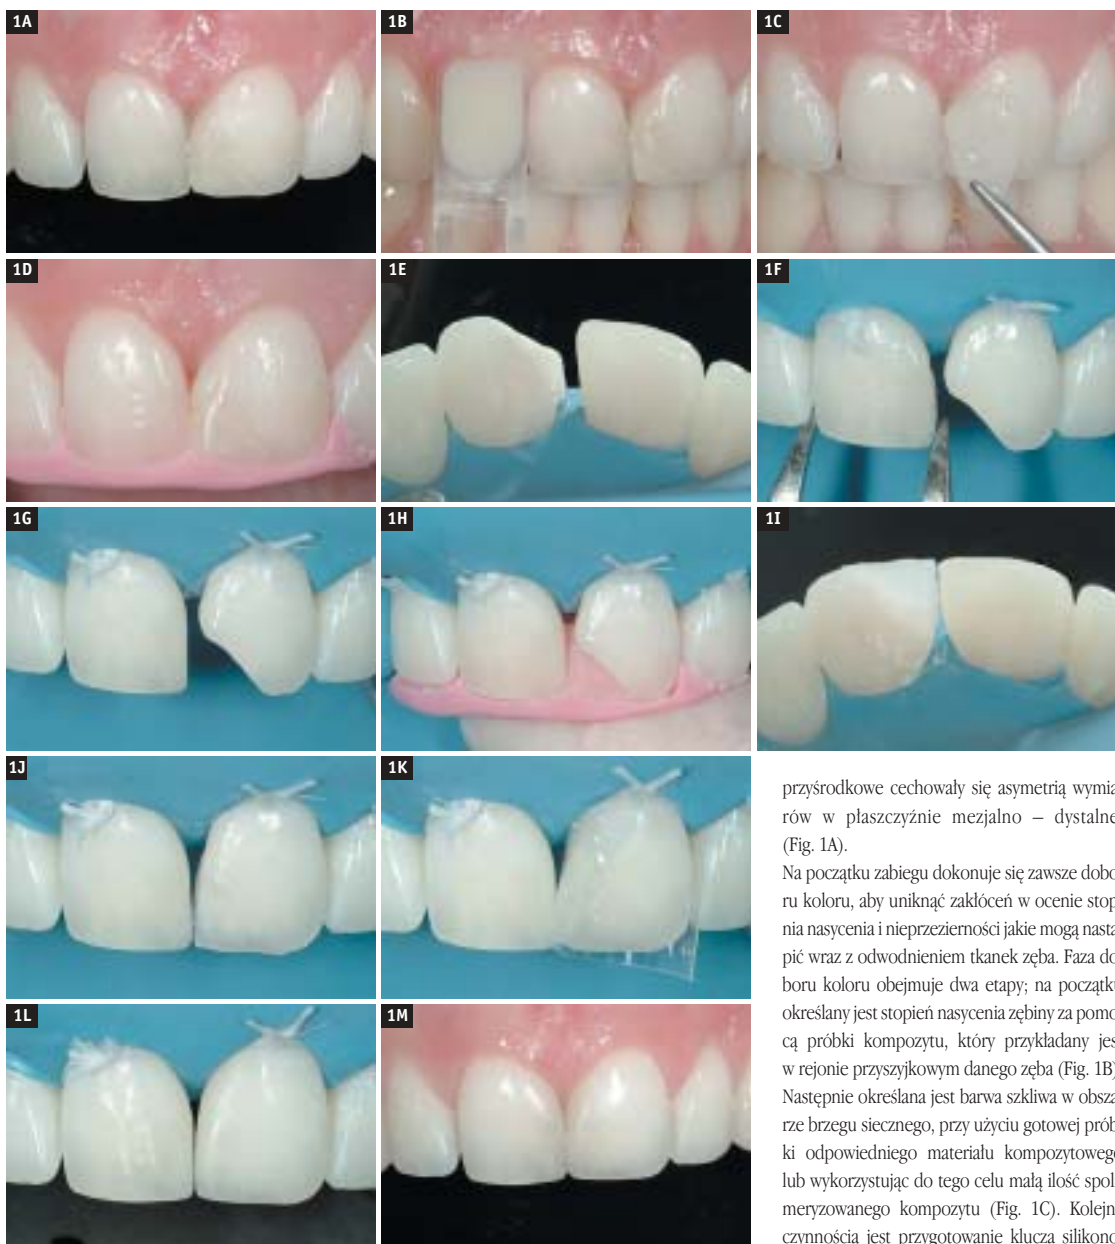 1A
1B
1C
1D
1E
1F
1G
1H
1I
1J
1K
1L
1M
przyśrodkowe cechowały się asymetrią wymia
rów w płaszczyźnie mezjalno – dystalne
(Fig. 1A).
Na początku zabiegu dokonuje się zawsze dobo
ru koloru, aby uniknąć zakłóceń w ocenie stop
nia nasycenia i nieprzezierności jakie mogą nastą
pić wraz z odwodnieniem tkanek zęba. Faza do
boru koloru obejmuje dwa etapy; na początku
określany jest stopień nasycenia zębiny za pomo
cą próbki kompozytu, który przykładany jes
w rejonie przyszyjkowym danego zęba (Fig. 1B)
Następnie określana jest barwa szkliwa w obsza
rze brzegu siecznego, przy użyciu gotowej prób
ki odpowiedniego materiału kompozytowego
lub wykorzystując do tego celu małą ilość spol
meryzowanego kompozytu (Fig. 1C). Kolejn
czynnością jest przygotowanie klucza silikono